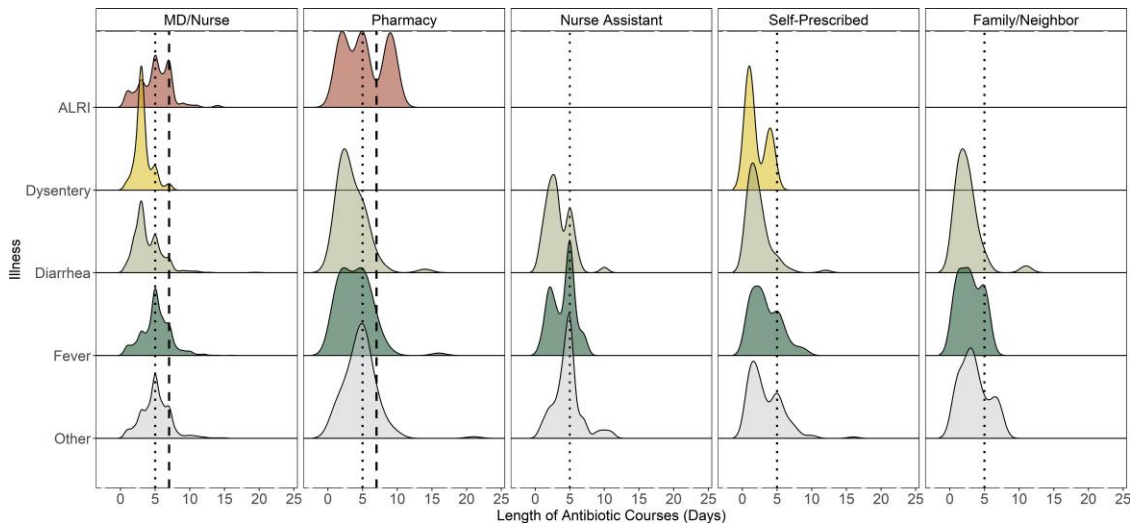 MD/Nurse Pharmacy Nurse Assistant Self-Prescribed Family/Neighbor
ALRI
Dysentery
Diarrhea
Fever
Other
Illness
0 5 10 15 20 25 0 5 10 15 20 25 0 5 10 15 20 25 0 5 10 15 20 25 0 5 10 15 20 25
Length of Antibiotic Courses (Days)